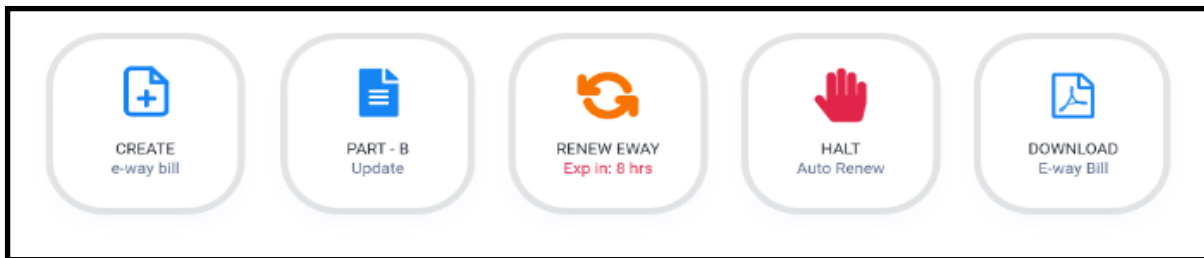 CREATE
e-way bill
PART - B
Update
RENEW EWAY
Exp in: 8 hrs
HALT
Auto Renew
DOWNLOAD
E-way Bill